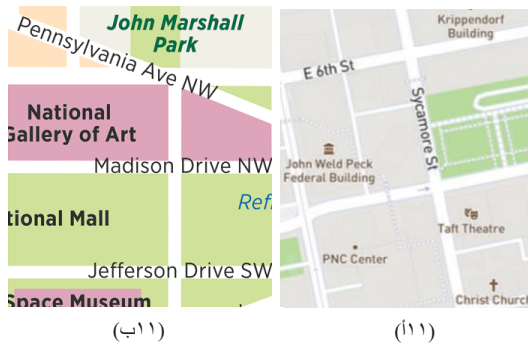 John Marshall
Park
Pennsylvania Ave NW
National
Gallery of Art
Madison Drive NW
Refl
tional Mall
Jefferson Drive SW
Space Museum
(١١ب)
Krippendorf
Building
E 6th St
Sycamore St
John Weld Peck
Federal Building
Taft Theatre
PNC Center
Christ Church
(١١أ)